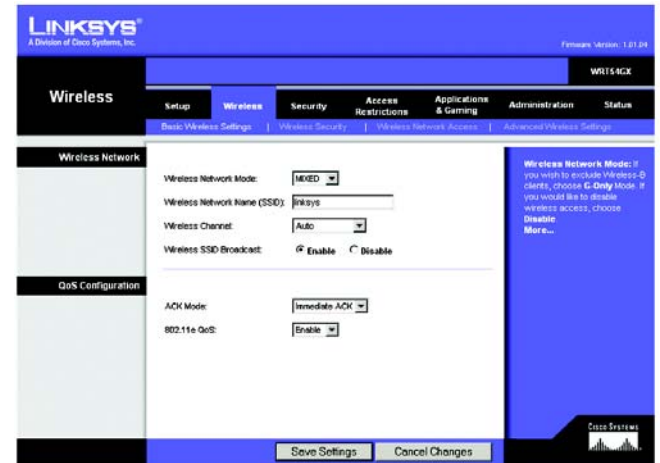 LINKSYS®
A Division of Cisco Systems, Inc.
Firmware Version: 1.01.04
WRT54GX
Wireless
Setup Wireless Security Access Restrictions Applications & Gaming Administration Status
Basic Wireless Settings | Wireless Security | Wireless Network Access | Advanced Wireless Settings
Wireless Network
Wireless Network Mode: MIXED
Wireless Network Name (SSID): linksys
Wireless Channel: Auto
Wireless SSID Broadcast: Enable Disable
QoS Configuration
ACK Mode: Immediate ACK
802.11e QoS: Enable
Wireless Network Mode: If
you wish to exclude Wireless-B
clients, choose G-Only Mode. If
you would like to disable
wireless access, choose
Disable
More...
Save Settings Cancel Changes
CISCO SYSTEMS